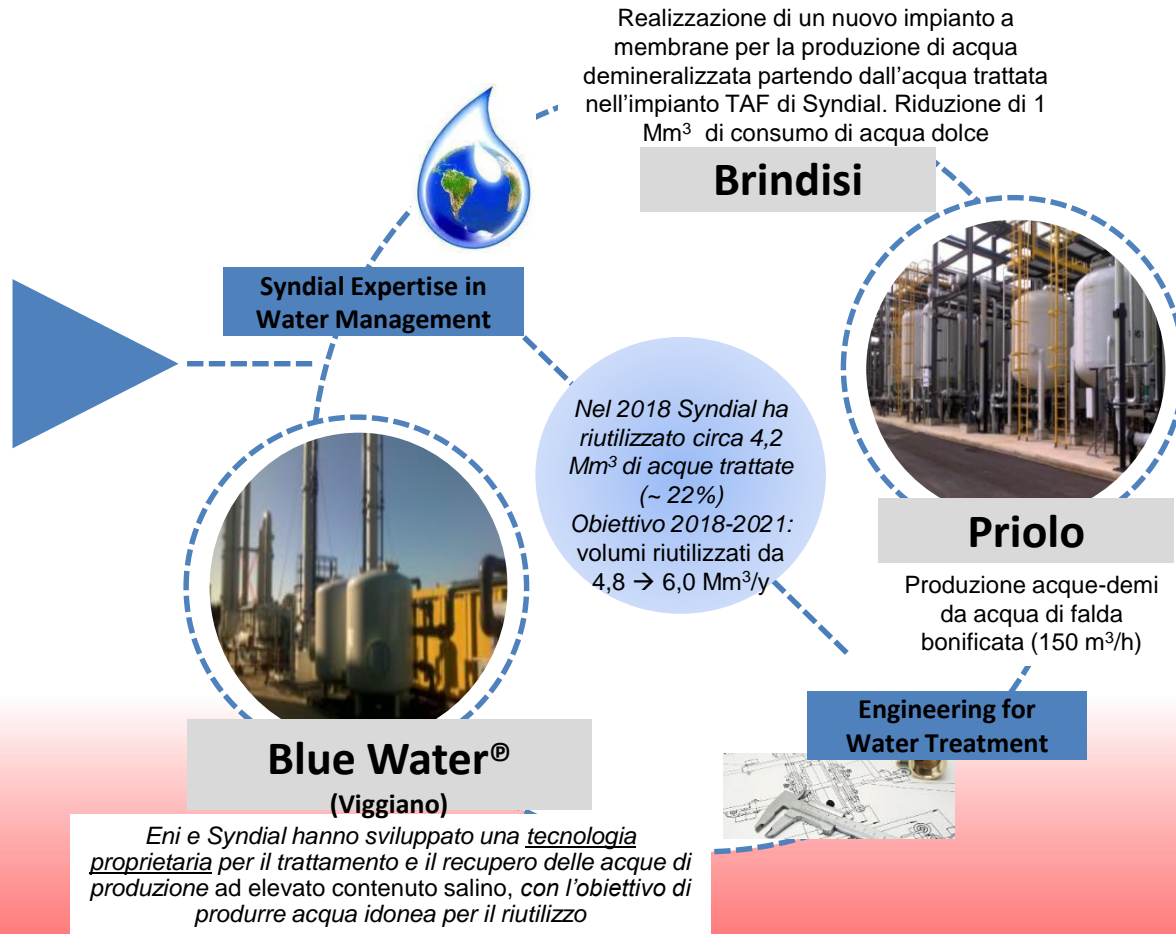 Realizzazione di un nuovo impianto a
membrane per la produzione di acqua
demineralizzata partendo dall'acqua trattata
nell'impianto TAF di Syndial. Riduzione di 1
Mm³ di consumo di acqua dolce
Brindisi
Syndial Expertise in
Water Management
Nel 2018 Syndial ha
riutilizzato circa 4,2
Mm³ di acque trattate
(~ 22%)
Obiettivo 2018-2021:
volumi riutilizzati da
4,8 → 6,0 Mm³/y
Priolo
Produzione acque-demi
da acqua di falda
bonificata (150 m³/h)
Engineering for
Water Treatment
Blue Water℗
(Viggiano)
Eni e Syndial hanno sviluppato una tecnologia
proprietaria per il trattamento e il recupero delle acque di
produzione ad elevato contenuto salino, con l'obiettivo di
produrre acqua idonea per il riutilizzo